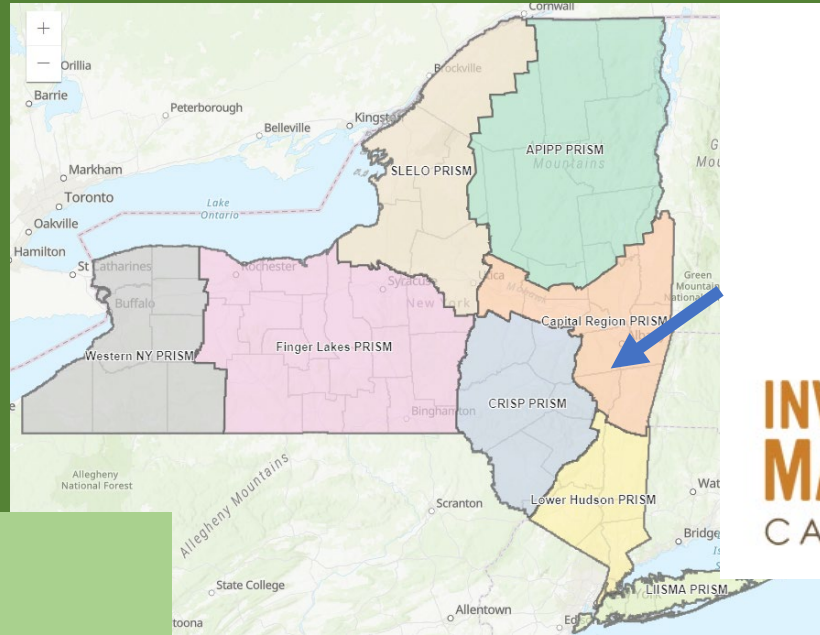 Cornwall
+
−
Orillia
Barrie
Peterborough
Belleville
Kingston
Brockville
APIPP PRISM
Mountains
SLELO PRISM
Markham
Toronto
Oakville
Hamilton
Lake
Ontario
St Catharines
Rochester
Syracuse
Utica
New York
Buffalo
Green
Mountain
National
Capital Region PRISM
Western NY PRISM
Finger Lakes PRISM
CRISP PRISM
Binghamton
Allegheny
National Forest
Allegheny Mountains
Scranton
Lower Hudson PRISM
Wat
Bridge
State College
toona
Allentown
LIISMA PRISM
INV
MA
CA